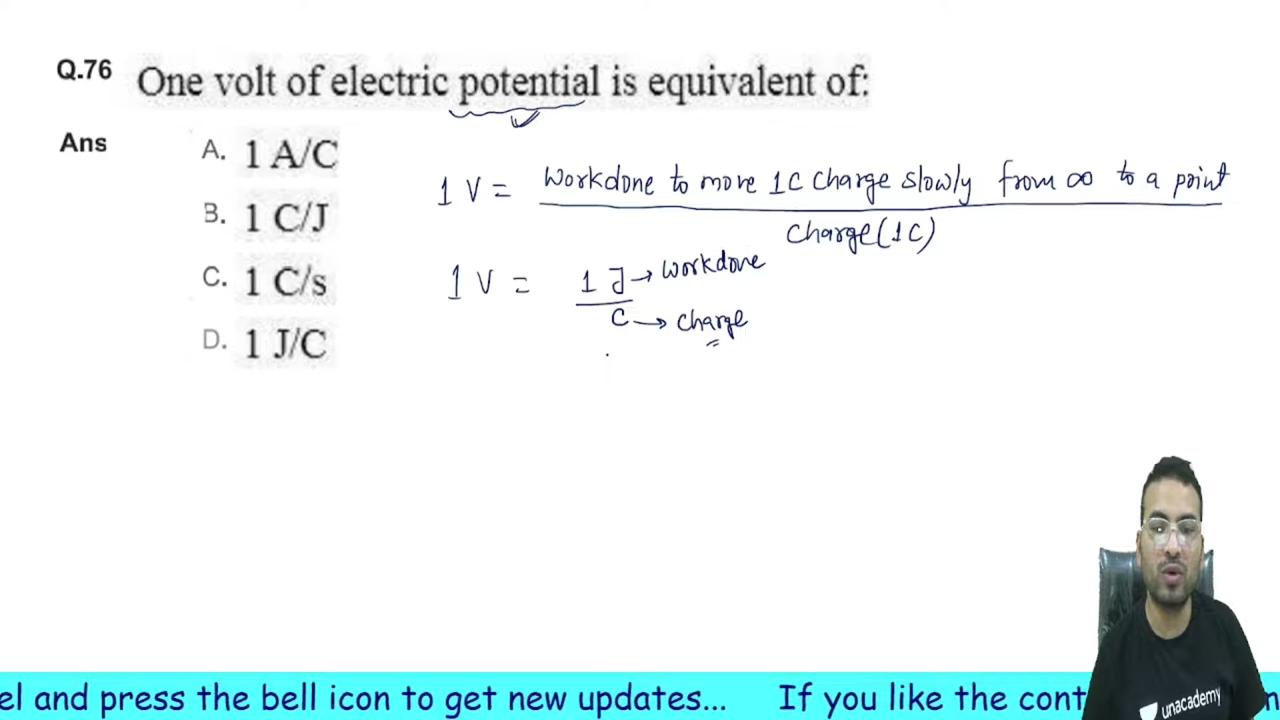 Q.76 One volt of electric potential is equivalent of:
Ans
A. 1 A/C
B. 1 C/J
C. 1 C/s
D. 1 J/C
1 V = Workdone to move 1C Charge slowly from ∞ to a point
Charge (1C)
1 V = 1 J → Workdone
C → Charge
unacademy
el and press the bell icon to get new updates... If you like the cont